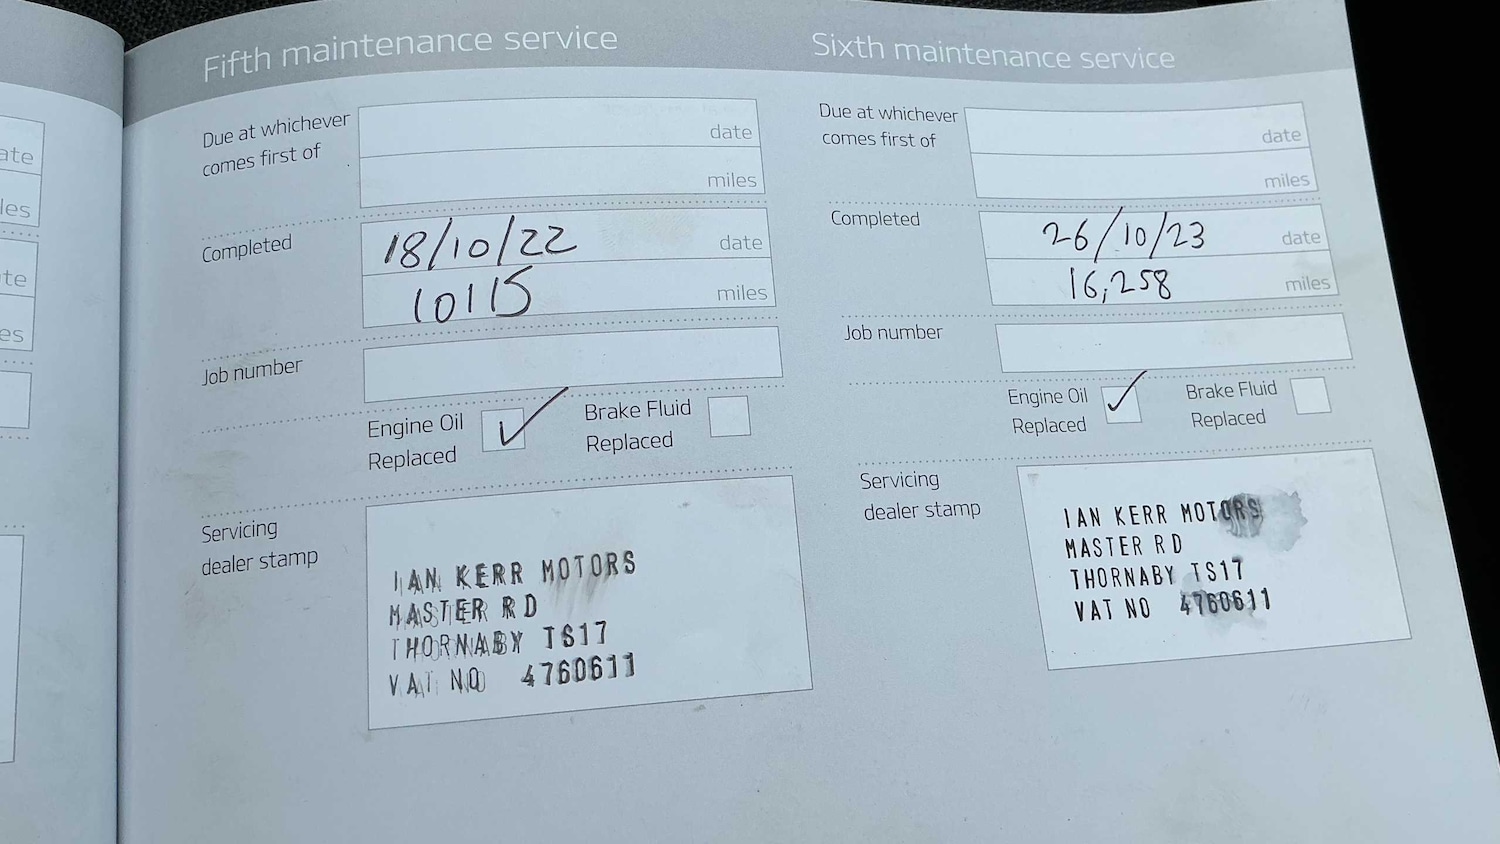 ate
les
te
es
Fifth maintenance service
Due at whichever
comes first of
date
miles
Completed
18/10/22
date
10115
miles
Job number
Engine Oil
Replaced
Brake Fluid
Replaced
Servicing
dealer stamp
IAN KERR MOTORS
MASTER RD
THORNABY TS17
VAT NO 4760611
Sixth maintenance service
Due at whichever
comes first of
date
miles
Completed
26/10/23
date
16,258
miles
Job number
Engine Oil
Replaced
Brake Fluid
Replaced
Servicing
dealer stamp
IAN KERR MOTORS
MASTER RD
THORNABY TS17
VAT NO 4760611